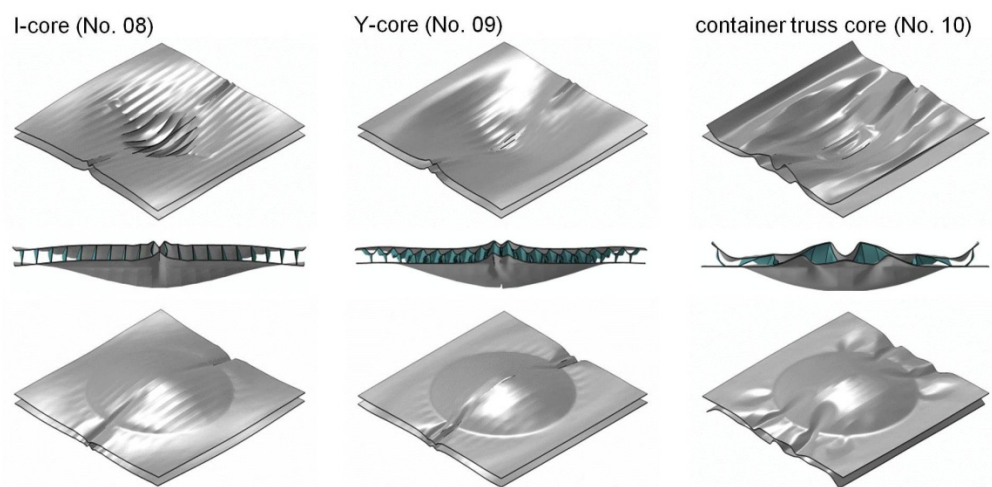 I-core (No. 08)
Y-core (No. 09)
container truss core (No. 10)